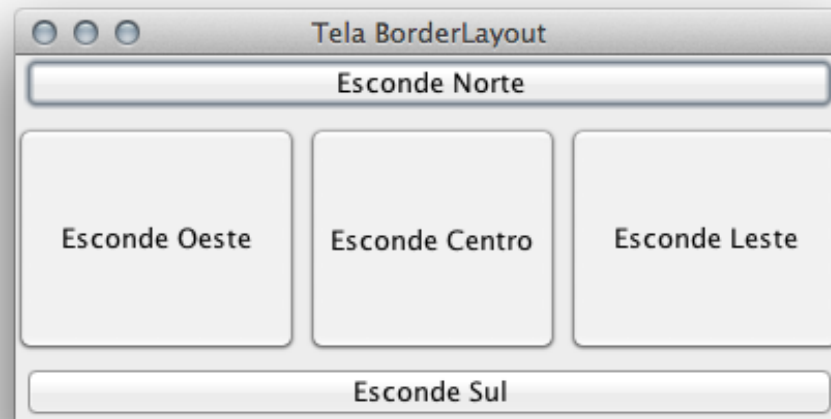 Tela BorderLayout
Esconde Norte
Esconde Oeste
Esconde Centro
Esconde Leste
Esconde Sul